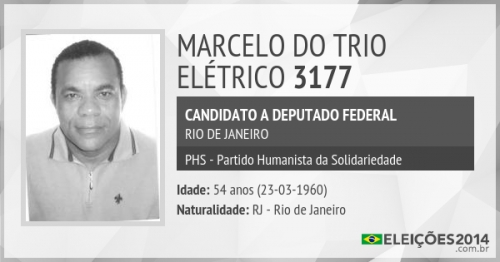 MARCELO DO TRIO
ELÉTRICO 3177
CANDIDATO A DEPUTADO FEDERAL
RIO DE JANEIRO
PHS - Partido Humanista da Solidariedade
Idade: 54 anos (23-03-1960)
Naturalidade: RJ - Rio de Janeiro
ELEIÇÕES2014
.com.br